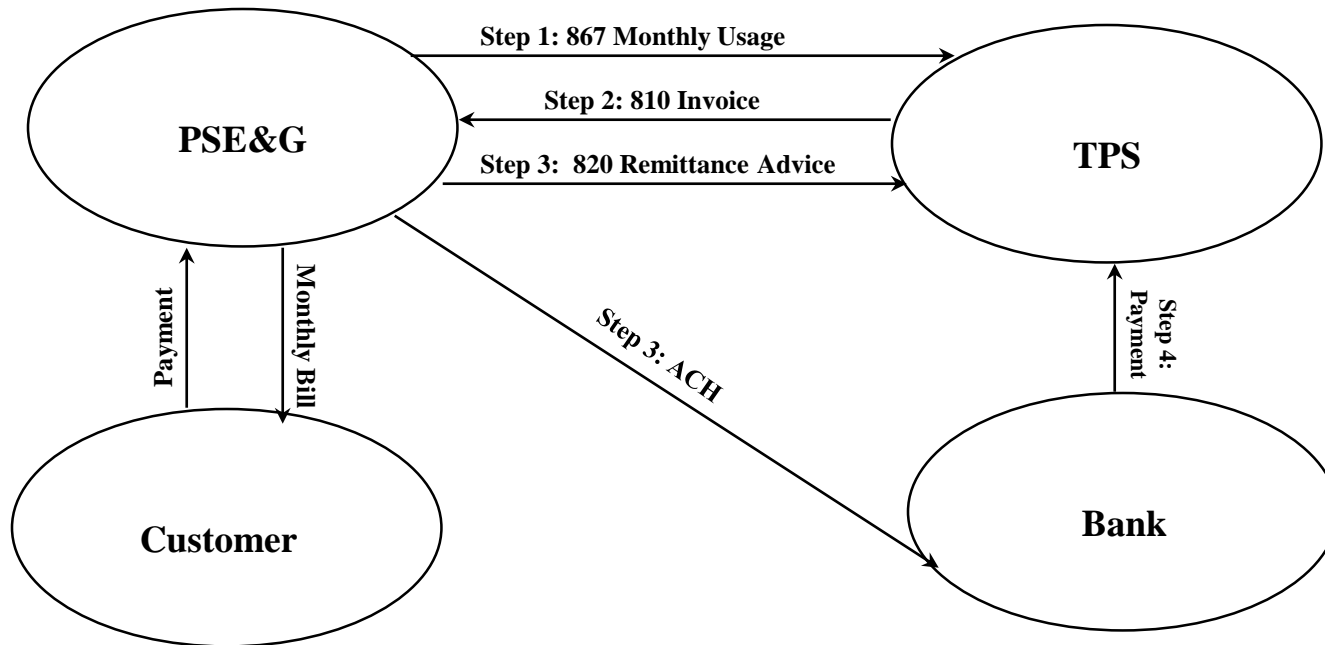 Step 1: 867 Monthly Usage
Step 2: 810 Invoice
PSE&G
TPS
Step 3:  820 Remittance Advice
Payment
Monthly Bill
Step 3: ACH
Step 4:
Payment
Customer
Bank